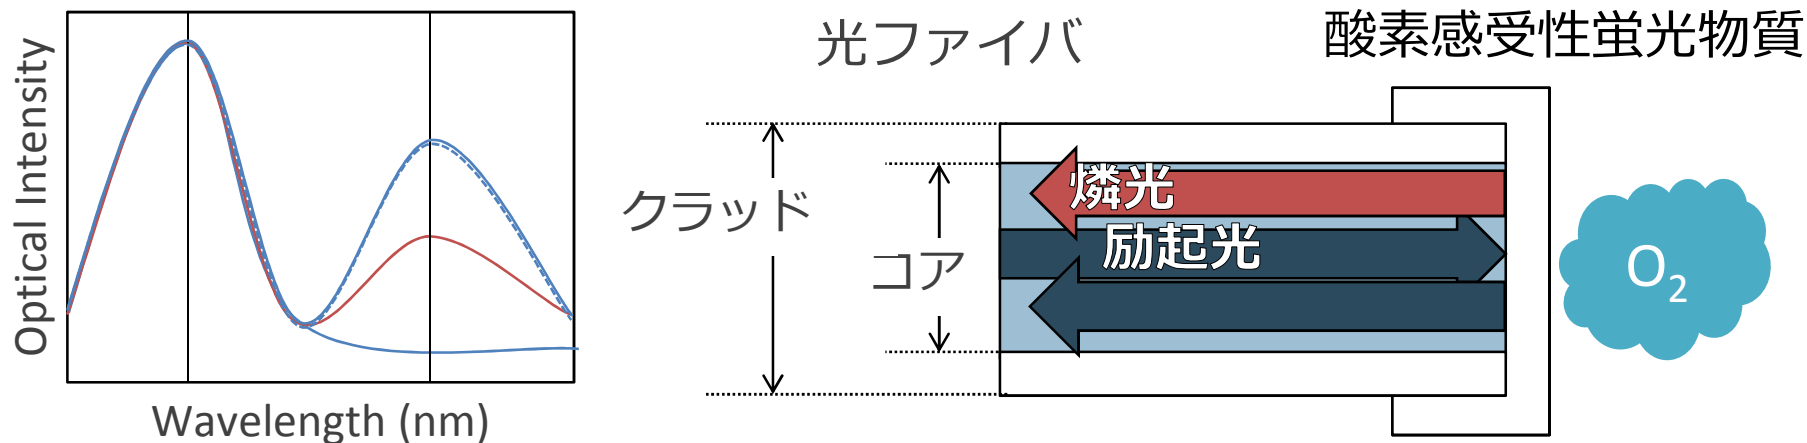 Optical Intensity
Wavelength (nm)
光ファイバ
酸素感受性蛍光物質
クラッド
コア
燐光
励起光
O₂